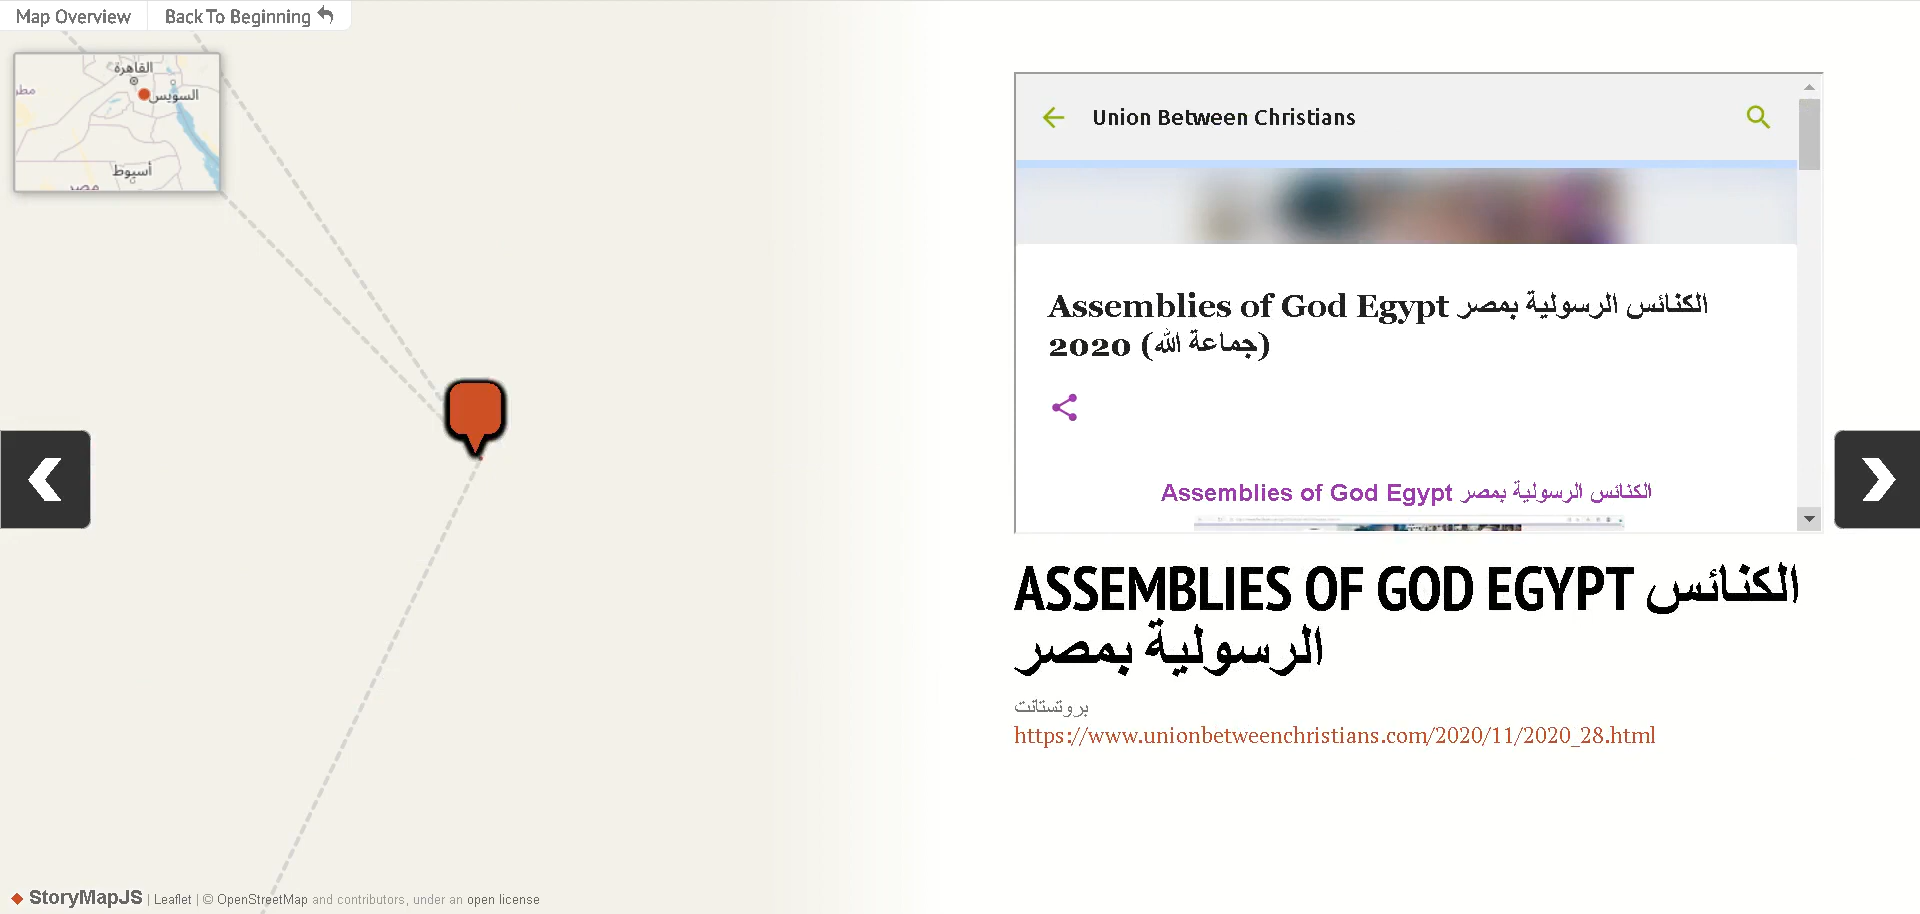 Map Overview
Back To Beginning
القاهرة
مطر
السويس
أسيوط
مصر
Union Between Christians
Assemblies of God Egypt الكنائس الرسولية بمصر
2020 (جماعة الله)
Assemblies of God Egypt الكنائس الرسولية بمصر
ASSEMBLIES OF GOD EGYPT الكنائس
الرسولية بمصر
بروتستانت
https://www.unionbetweenchristians.com/2020/11/2020_28.html
StoryMapJS | Leaflet | © OpenStreetMap and contributors, under an open license